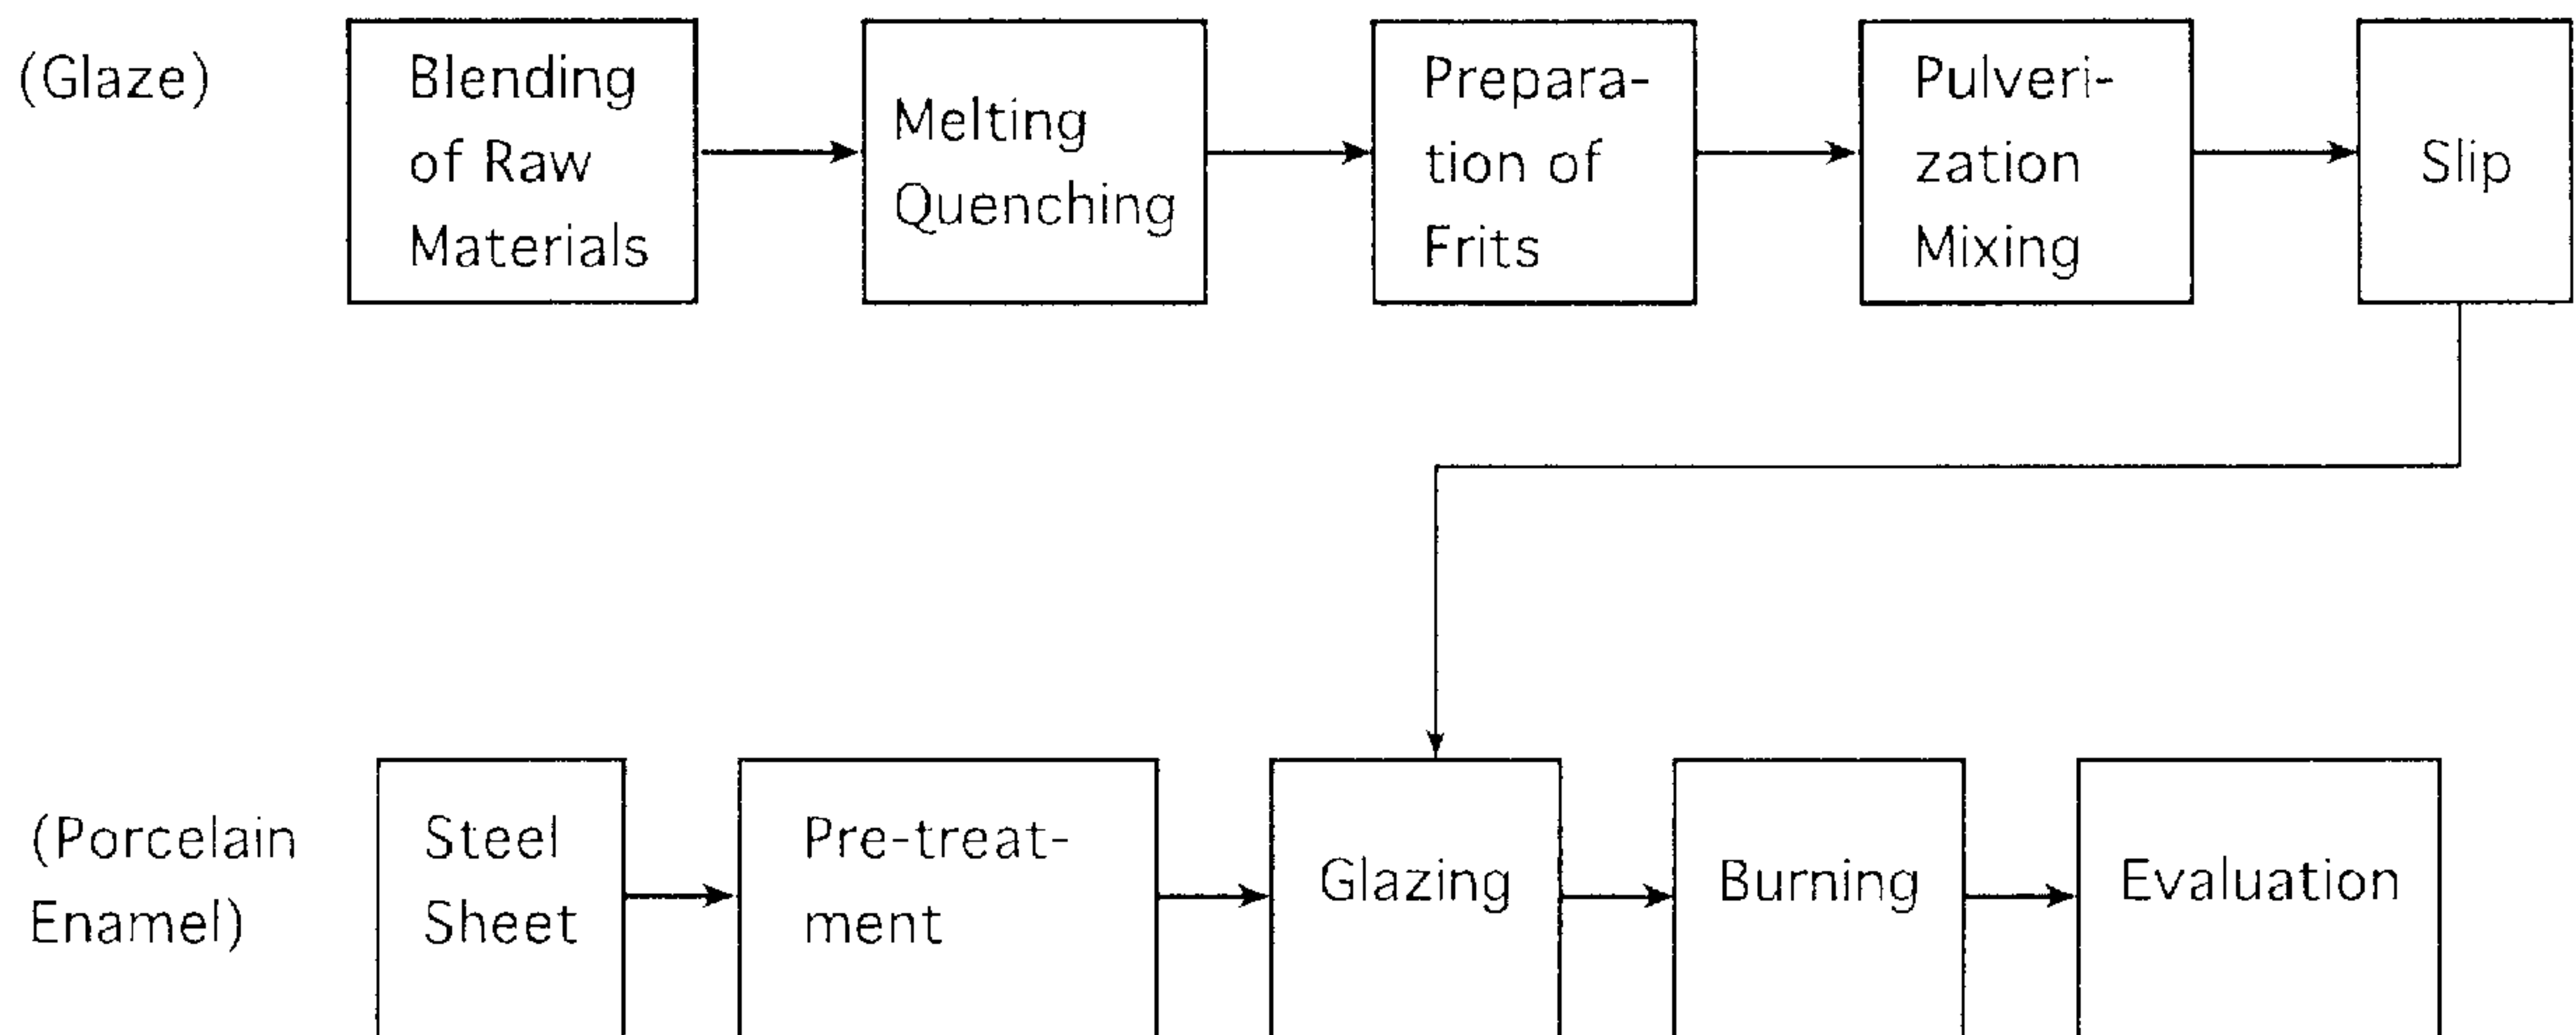 (Glaze)
Blending
of Raw
Materials
Melting
Quenching
Prepara-
tion of
Frits
Pulveri-
zation
Mixing
Slip
(Porcelain
Enamel)
Steel
Sheet
Pre-treat-
ment
Glazing
Burning
Evaluation